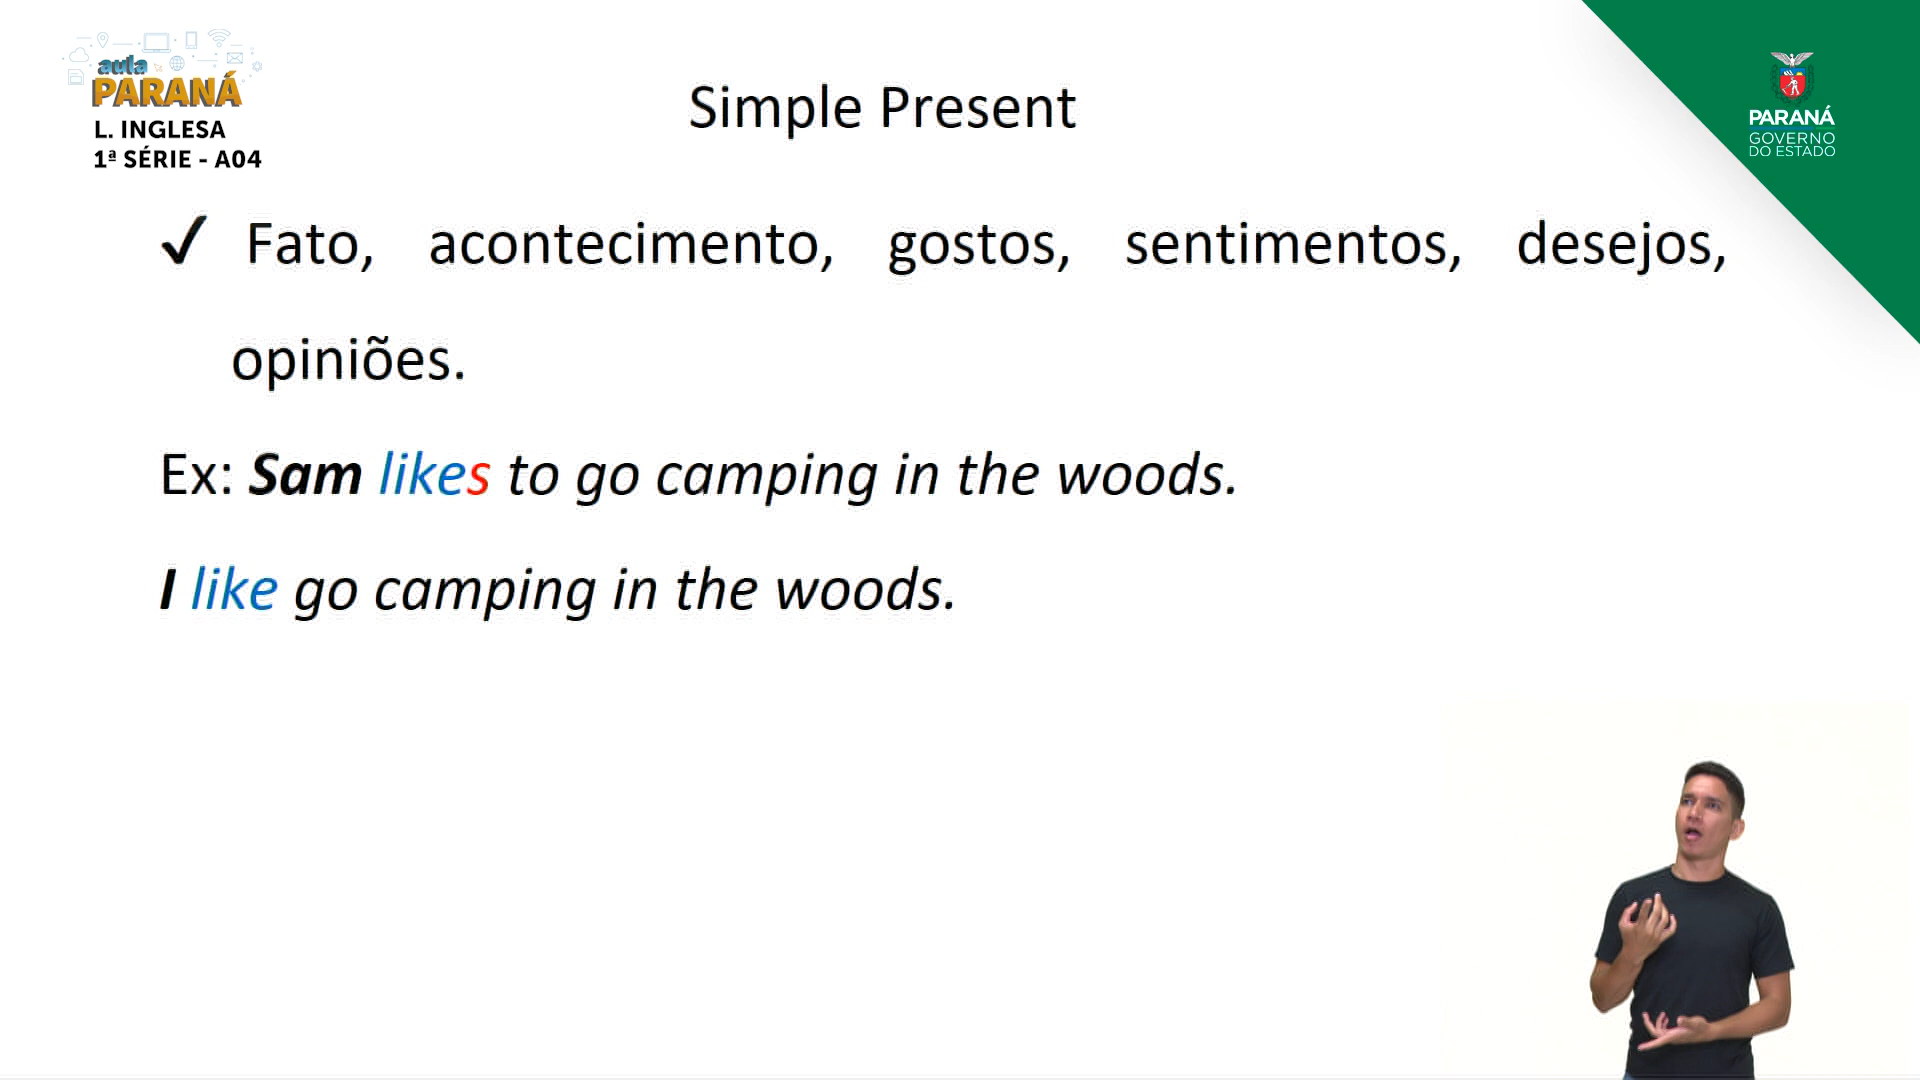 aula
PARANÁ
L. INGLESA
1ª SÉRIE - A04
Simple Present
PARANÁ
GOVERNO
DO ESTADO
✓ Fato, acontecimento, gostos, sentimentos, desejos,
opiniões.
Ex: Sam likes to go camping in the woods.
I like go camping in the woods.